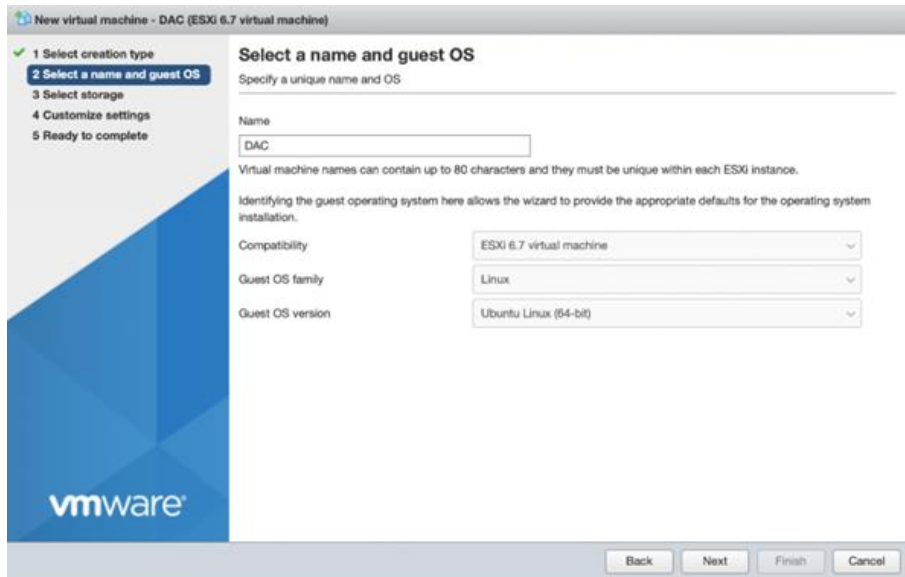 New virtual machine - DAC (ESXi 6.7 virtual machine)
1 Select creation type
2 Select a name and guest OS
3 Select storage
4 Customize settings
5 Ready to complete
Select a name and guest OS
Specify a unique name and OS
Name
DAC
Virtual machine names can contain up to 80 characters and they must be unique within each ESXi instance.
Identifying the guest operating system here allows the wizard to provide the appropriate defaults for the operating system
installation.
Compatibility ESXi 6.7 virtual machine
Guest OS family Linux
Guest OS version Ubuntu Linux (64-bit)
vmware
Back Next Finish Cancel